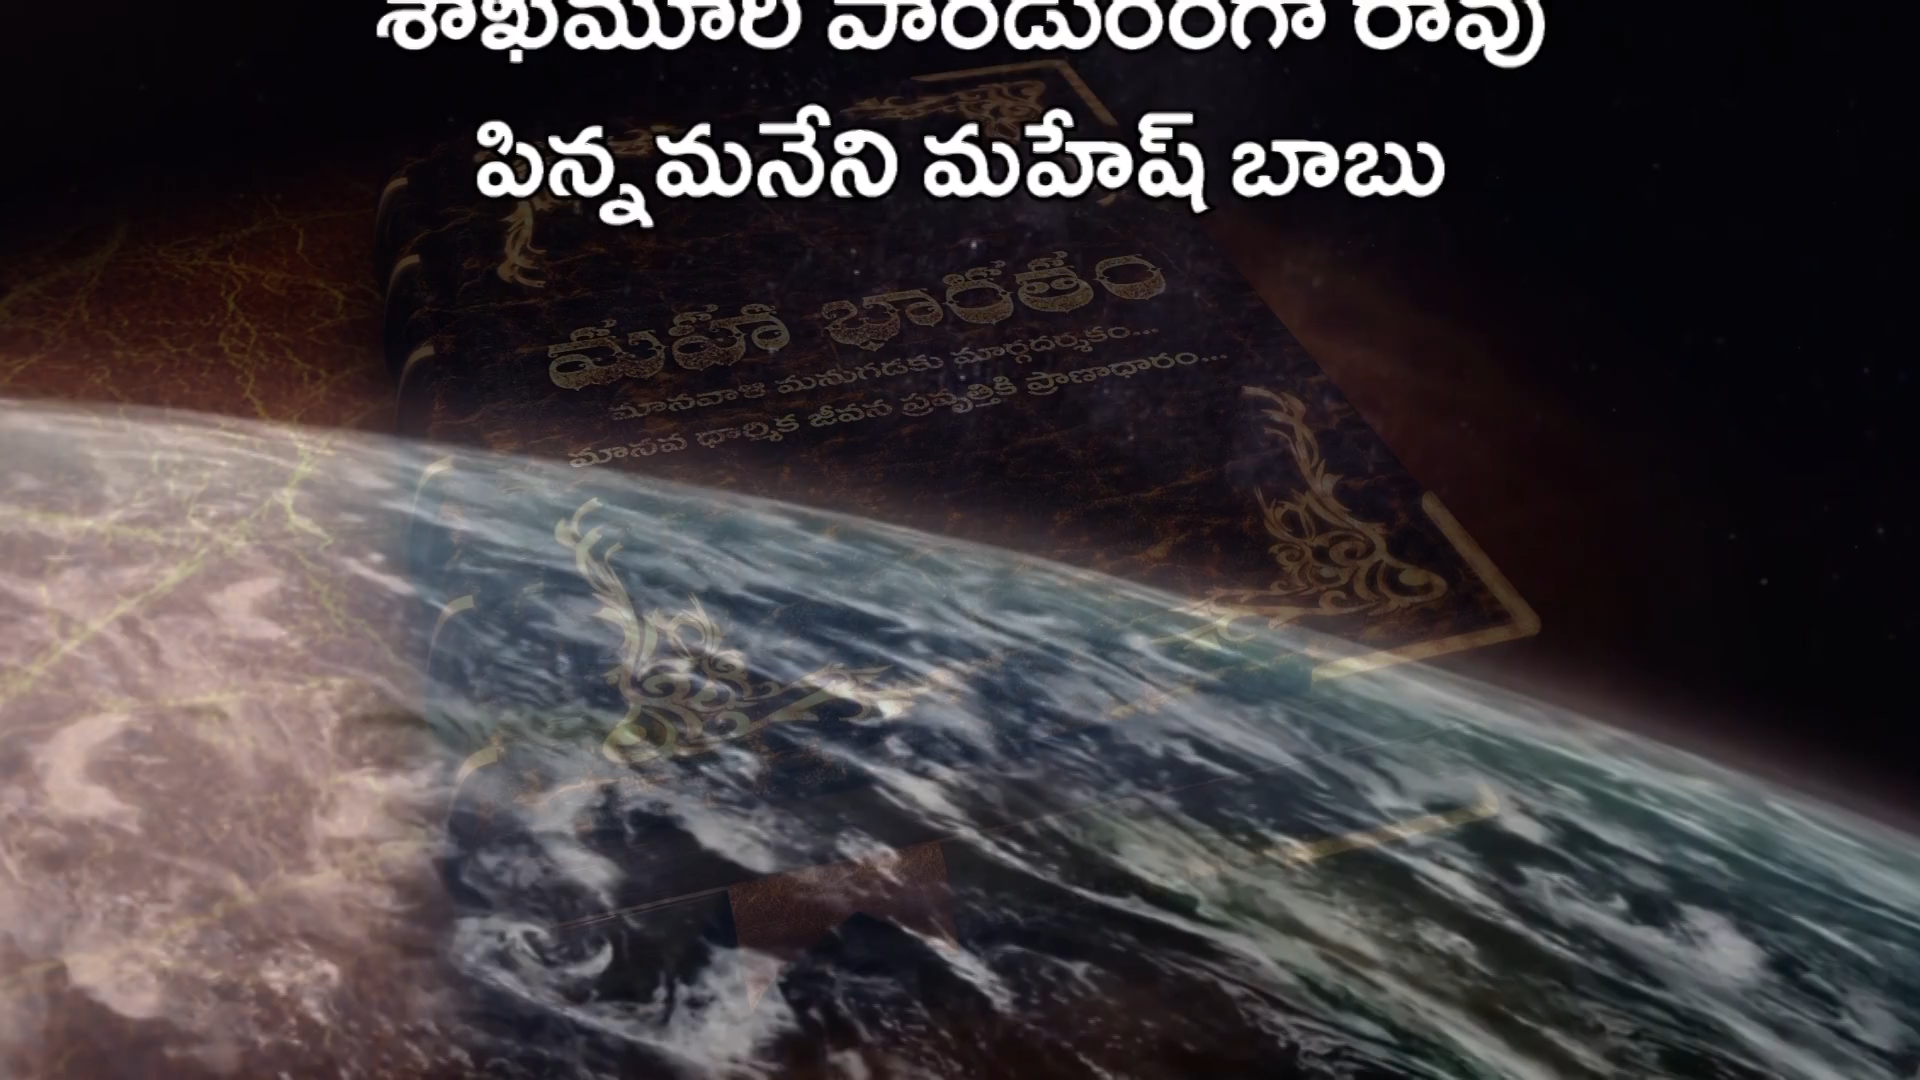 శాఖమూరి పాండురంగా రావు
పిన్నమనేని మహేష్ బాబు
మహా భారతం
మానవాళి మనుగడకు మార్గదర్శకం...
మానవ ధార్మిక జీవన ప్రవృత్తికి ప్రాణాధారం...